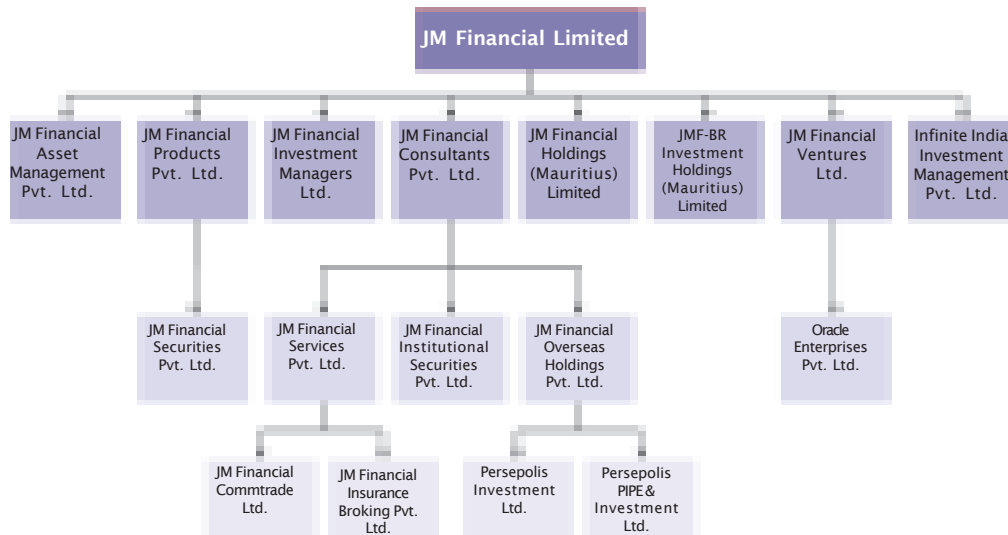 JM Financial Limited
JM Financial
Asset
Management
Pvt. Ltd.
JM Financial
Products
Pvt. Ltd.
JM Financial
Investment
Managers
Ltd.
JM Financial
Consultants
Pvt. Ltd.
JM Financial
Holdings
(Mauritius)
Limited
JMF-BR
Investment
Holdings
(Mauritius)
Limited
JM Financial
Ventures
Ltd.
Infinite India
Investment
Management
Pvt. Ltd.
JM Financial
Securities
Pvt. Ltd.
JM Financial
Services
Pvt. Ltd.
JM Financial
Institutional
Securities
Pvt. Ltd.
JM Financial
Overseas
Holdings
Pvt. Ltd.
Oracle
Enterprises
Pvt. Ltd.
JM Financial
Commtrade
Ltd.
JM Financial
Insurance
Broking Pvt.
Ltd.
Persepolis
Investment
Ltd.
Persepolis
PIPE &
Investment
Ltd.